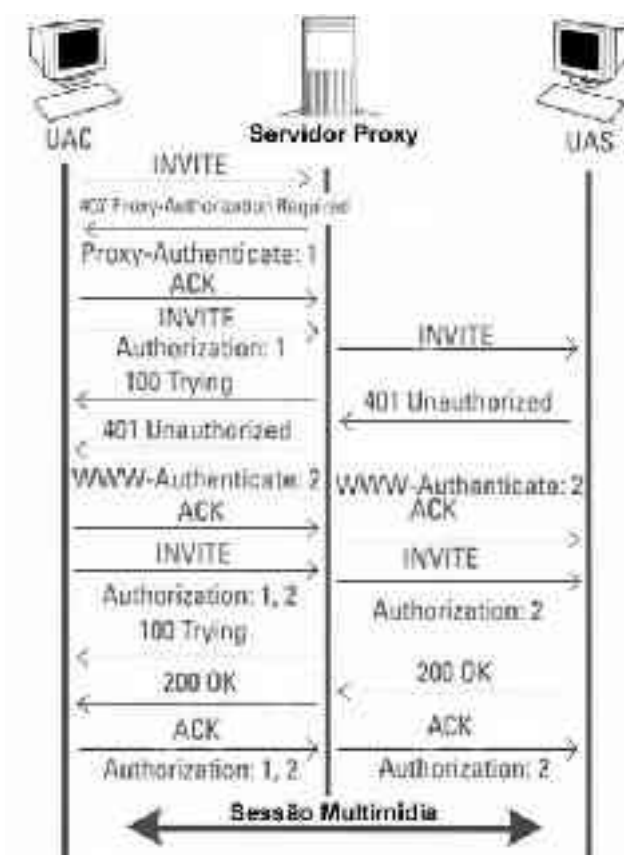 UAC
Servidor Proxy
UAS
INVITE
407 Proxy-Authorization Required
Proxy-Authenticate: 1
ACK
INVITE
Authorization: 1
INVITE
100 Trying
401 Unauthorized
401 Unauthorized
WWW-Authenticate: 2
WWW-Authenticate: 2
ACK
ACK
INVITE
INVITE
Authorization: 1, 2
Authorization: 2
100 Trying
200 OK
200 OK
ACK
ACK
Authorization: 1, 2
Authorization: 2
Sessão Multimídia